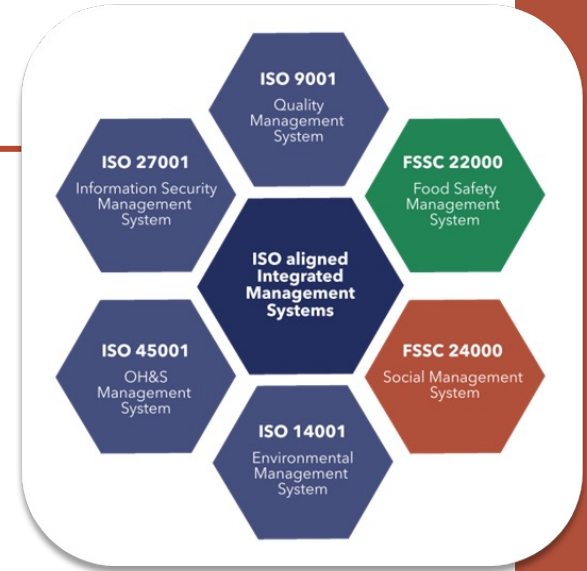 ISO 9001
Quality
Management
System
ISO 27001
Information Security
Management
System
FSSC 22000
Food Safety
Management
System
ISO aligned
Integrated
Management
Systems
ISO 45001
OH&S
Management
System
FSSC 24000
Social Management
System
ISO 14001
Environmental
Management
System